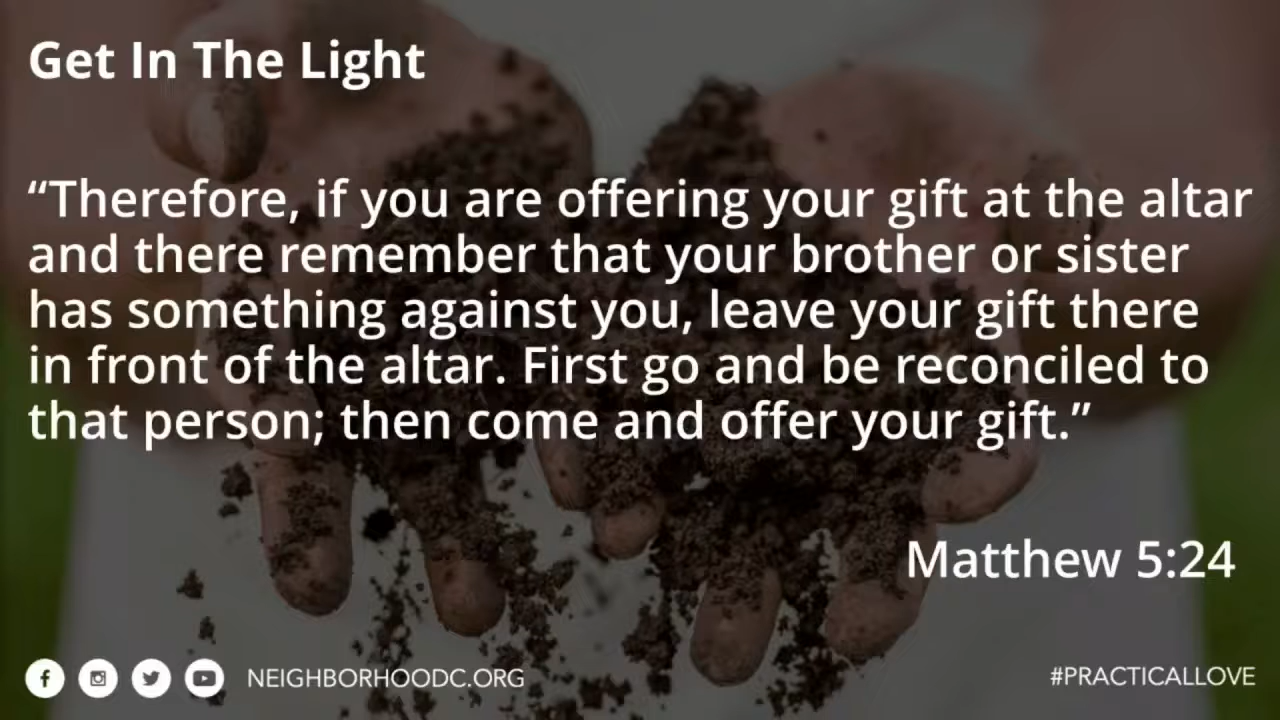 Get In The Light
“Therefore, if you are offering your gift at the altar
and there remember that your brother or sister
has something against you, leave your gift there
in front of the altar. First go and be reconciled to
that person; then come and offer your gift.”
Matthew 5:24
NEIGHBORHOODC.ORG
#PRACTICALLOVE